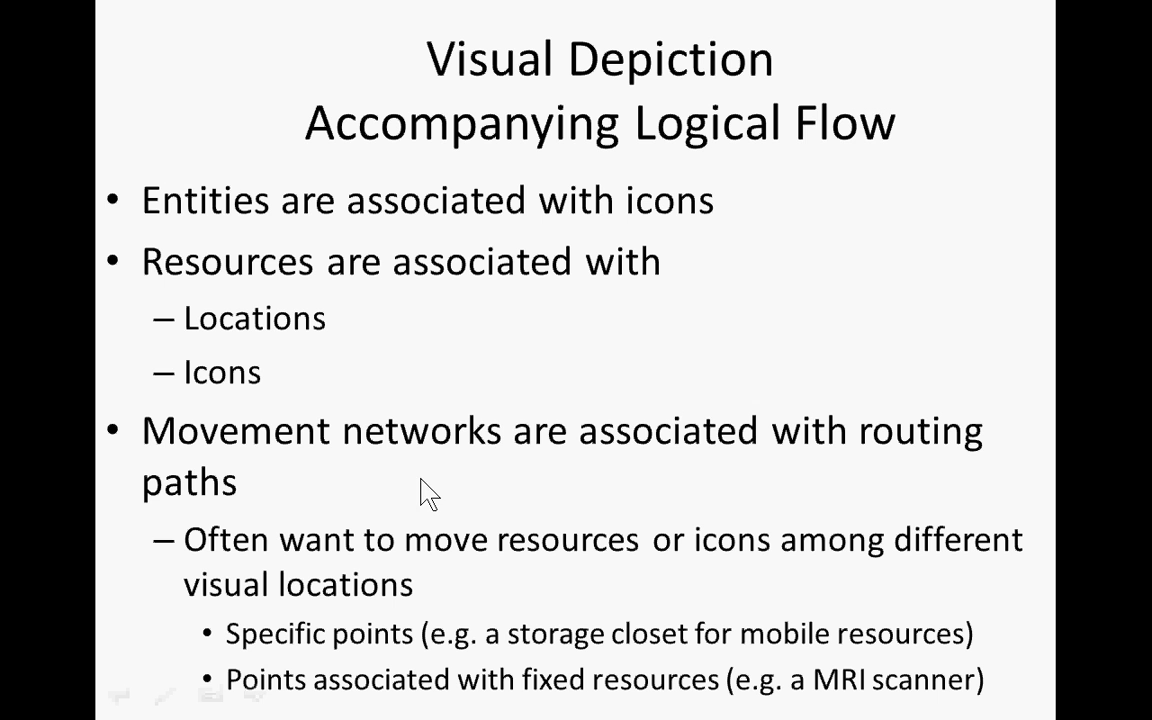 Visual Depiction
Accompanying Logical Flow
• Entities are associated with icons
• Resources are associated with
– Locations
– Icons
• Movement networks are associated with routing
paths
– Often want to move resources or icons among different
visual locations
• Specific points (e.g. a storage closet for mobile resources)
• Points associated with fixed resources (e.g. a MRI scanner)